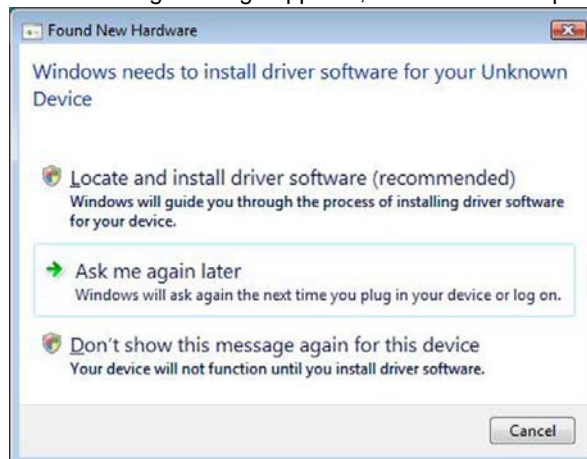 Found New Hardware
Windows needs to install driver software for your Unknown
Device
Locate and install driver software (recommended)
Windows will guide you through the process of installing driver software
for your device.
Ask me again later
Windows will ask again the next time you plug in your device or log on.
Don't show this message again for this device
Your device will not function until you install driver software.
Cancel